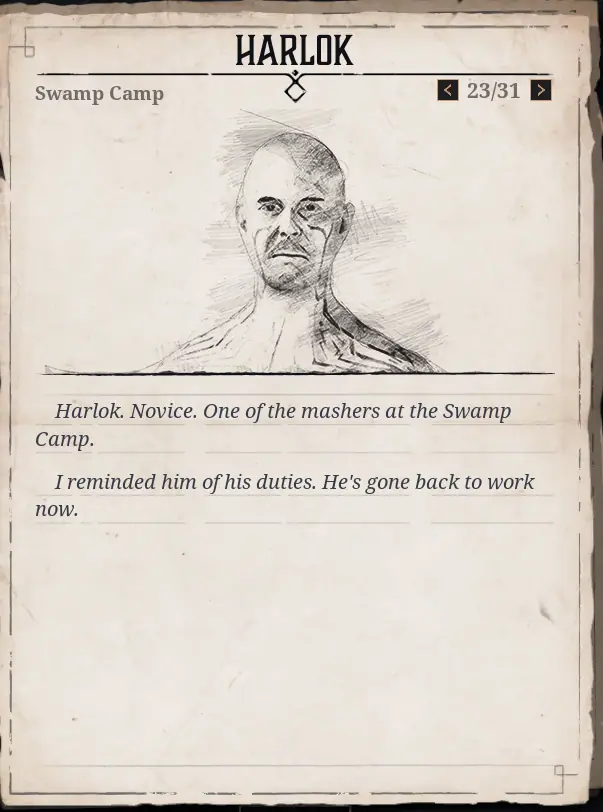 HARLOK
Swamp Camp
< 23/31 >
Harlok. Novice. One of the mashers at the Swamp
Camp.
I reminded him of his duties. He's gone back to work
now.